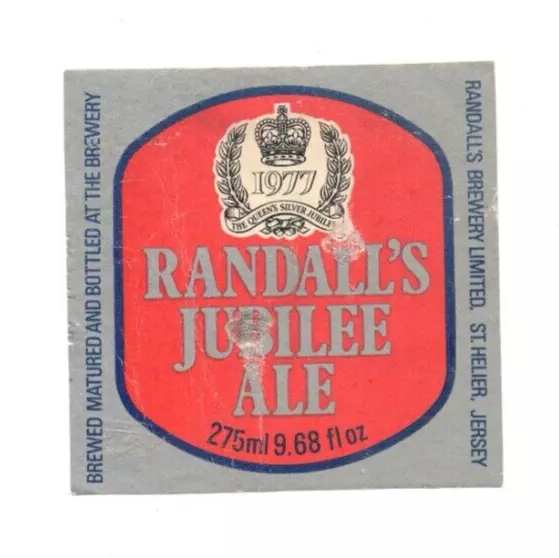 BREWED MATURED AND BOTTLED AT THE BREWERY
1977
THE QUEEN'S SILVER JUBILEE
RANDALL'S
JUBILEE
ALE
275ml 9.68 fl oz
RANDALL'S BREWERY LIMITED, ST. HELIER, JERSEY